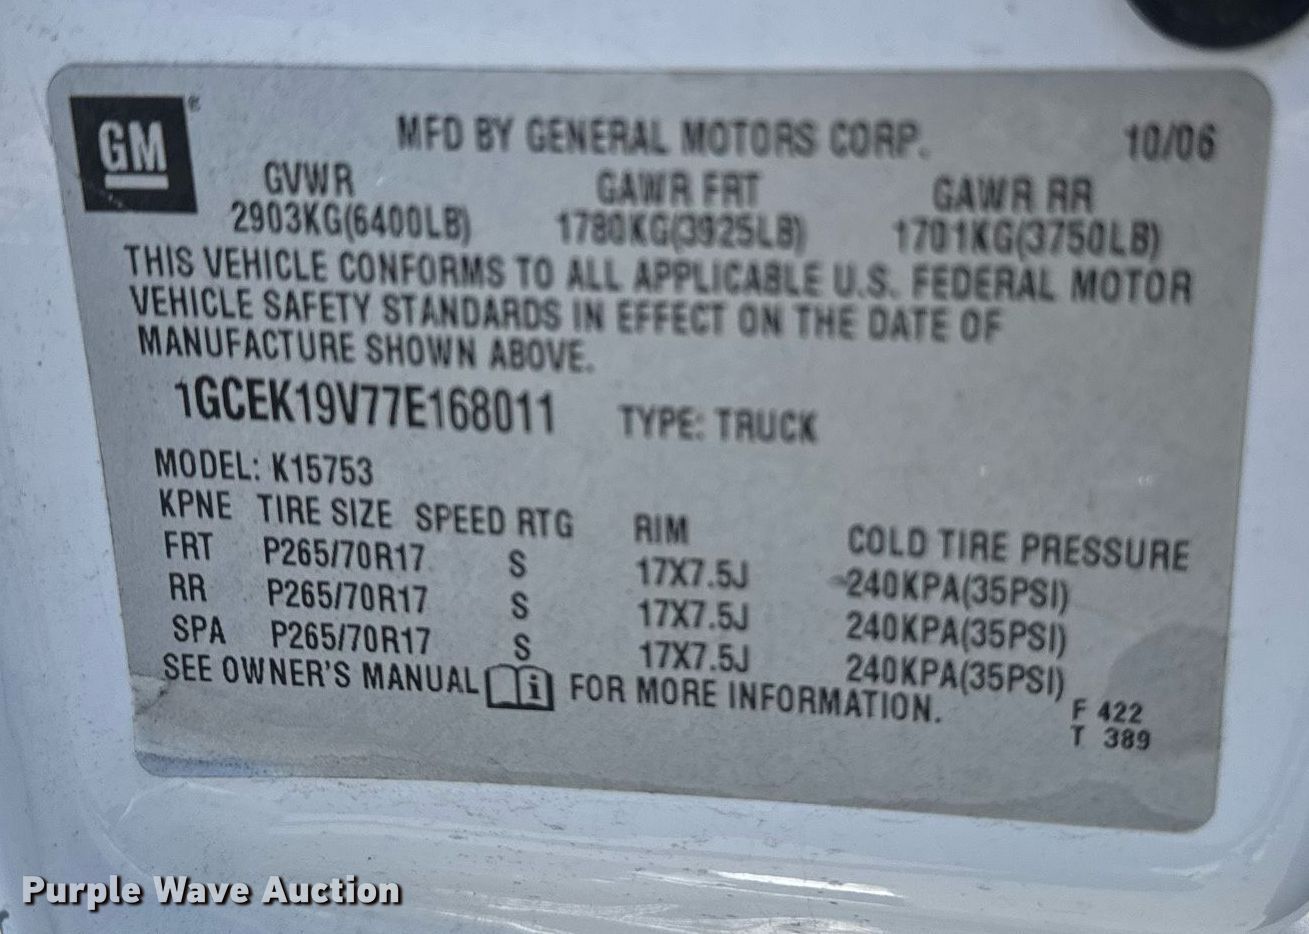 GM®
MFD BY GENERAL MOTORS CORP. 10/06
GVWR GAWR FRT GAWR RR
2903KG(6400LB) 1780KG(3925LB) 1701KG(3750LB)
THIS VEHICLE CONFORMS TO ALL APPLICABLE U.S. FEDERAL MOTOR
VEHICLE SAFETY STANDARDS IN EFFECT ON THE DATE OF
MANUFACTURE SHOWN ABOVE.
1GCEK19V77E168011 TYPE: TRUCK
MODEL: K15753
KPNE TIRE SIZE SPEED RTG RIM COLD TIRE PRESSURE
FRT P265/70R17 S 17X7.5J 240KPA(35PSI)
RR P265/70R17 S 17X7.5J 240KPA(35PSI)
SPA P265/70R17 S 17X7.5J 240KPA(35PSI)
SEE OWNER'S MANUAL i FOR MORE INFORMATION.
F 422
T 389
Purple Wave Auction